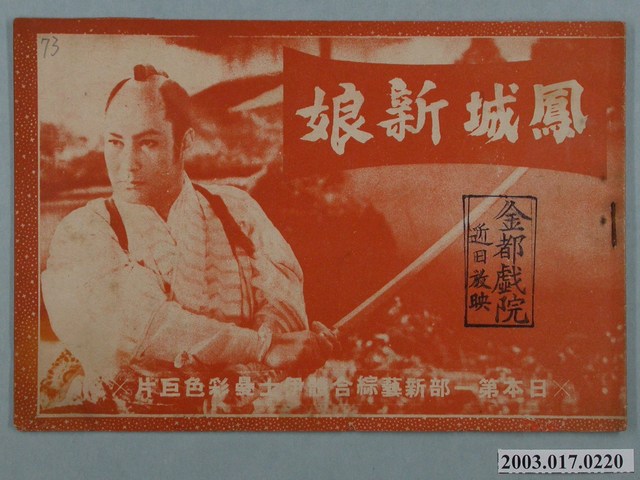 73
鳳城新娘
金都戲院
近日放映
日本第一部新藝綜合體伊士曼彩色巨片
2003.017.0220